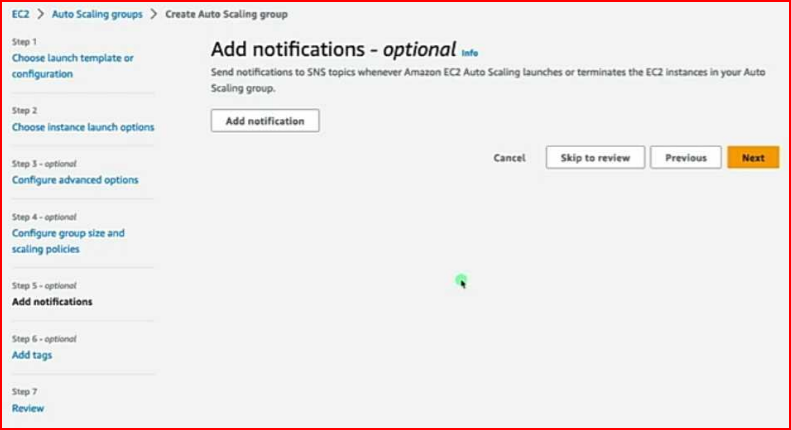 EC2 > Auto Scaling groups > Create Auto Scaling group
Step 1
Choose launch template or
configuration
Step 2
Choose instance launch options
Step 3 - optional
Configure advanced options
Step 4 - optional
Configure group size and
scaling policies
Step 5 - optional
Add notifications
Step 6 - optional
Add tags
Step 7
Review
Add notifications - optional Info
Send notifications to SNS topics whenever Amazon EC2 Auto Scaling launches or terminates the EC2 instances in your Auto
Scaling group.
Add notification
Cancel Skip to review Previous Next